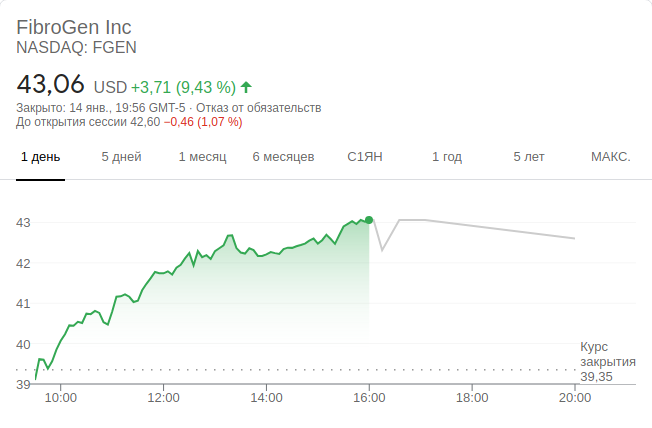 FibroGen Inc
NASDAQ: FGEN
43,06 USD +3,71 (9,43 %)
Закрыто: 14 янв., 19:56 GMT-5 · Отказ от обязательств
До открытия сессии 42,60 −0,46 (1,07 %)
1 день 5 дней 1 месяц 6 месяцев С1ЯН 1 год 5 лет МАКС.
43
42
41
40
39
Курс
закрытия
39,35
10:00 12:00 14:00 16:00 18:00 20:00